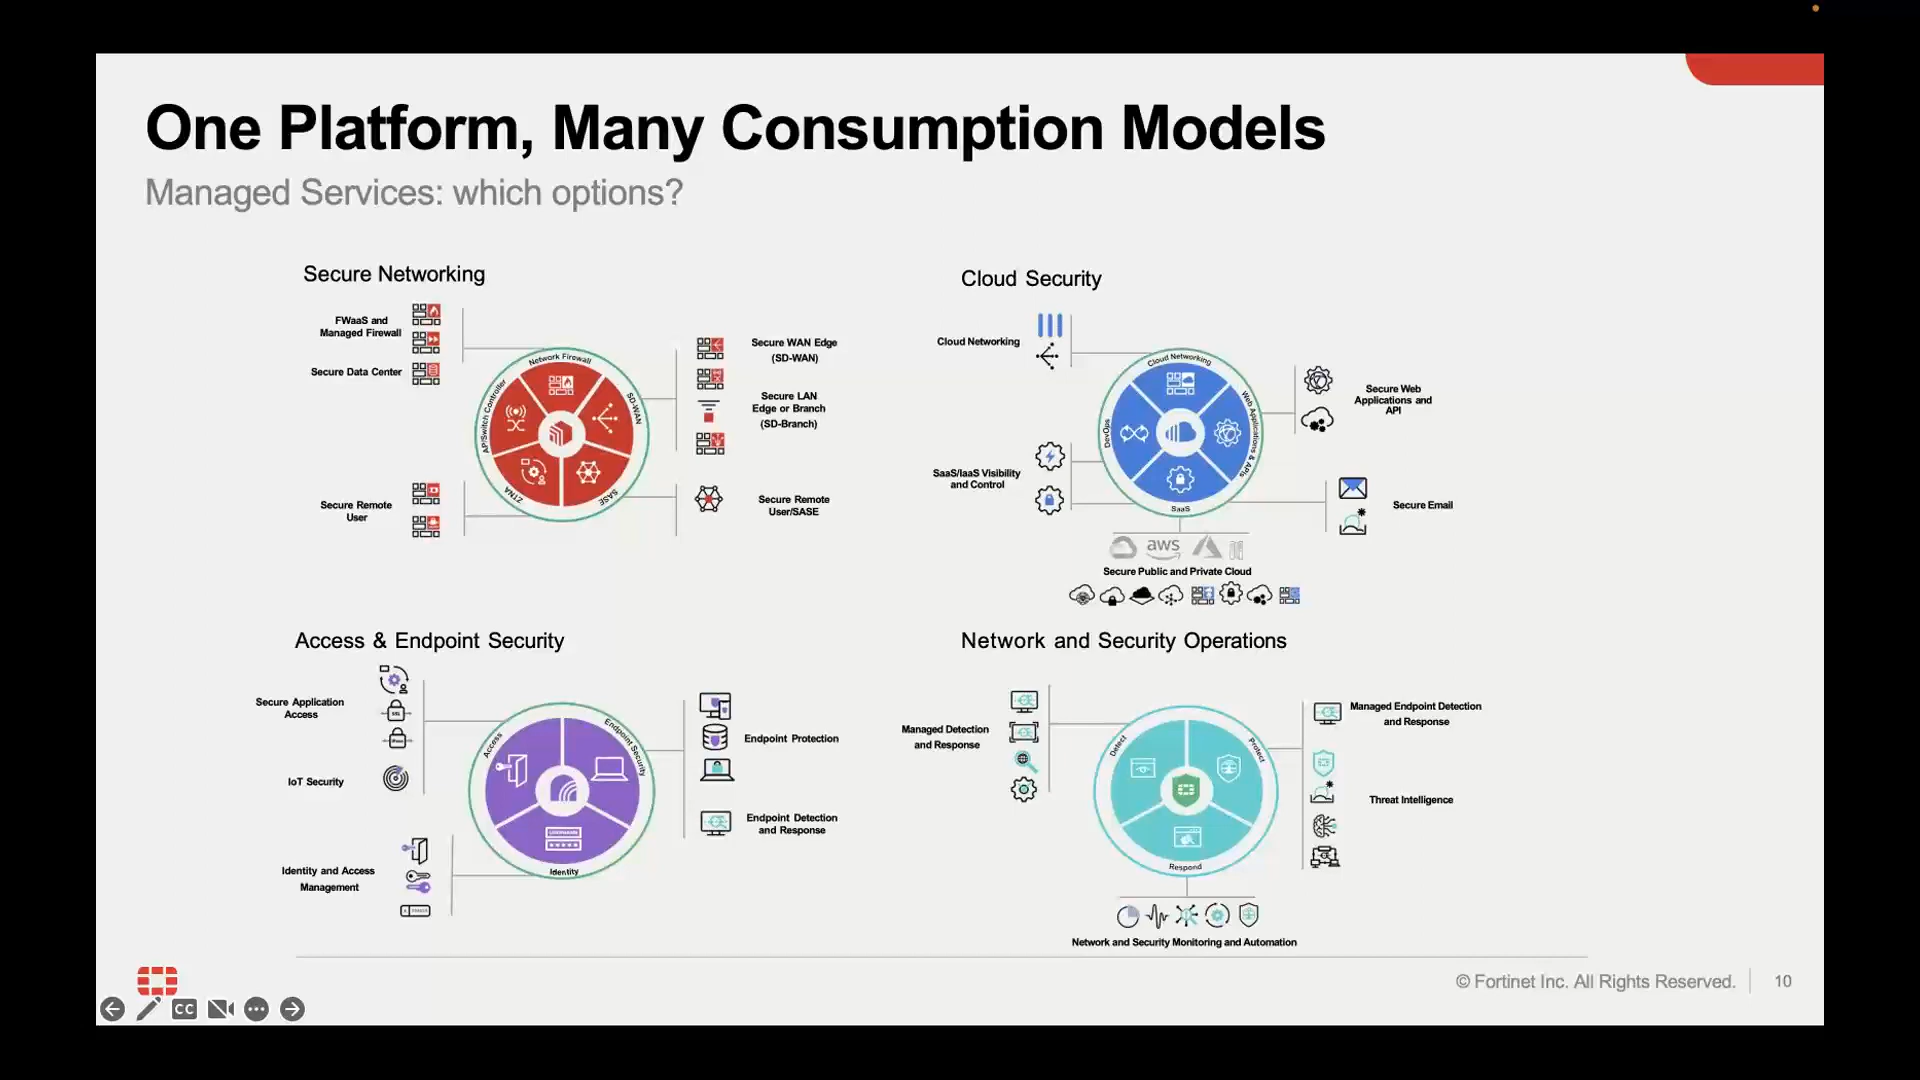 One Platform, Many Consumption Models
Managed Services: which options?
Secure Networking
FWaaS and
Managed Firewall
Secure Data Center
Secure Remote
User
Network Firewall
SD-WAN
SASE
ZTNA
AP/Switch Controller
Secure WAN Edge
(SD-WAN)
Secure LAN
Edge or Branch
(SD-Branch)
Secure Remote
User/SASE
Cloud Security
Cloud Networking
SaaS/IaaS Visibility
and Control
Cloud Networking
Web Applications & APIs
SaaS
DevOps
Secure Web
Applications and
API
Secure Email
aws
Secure Public and Private Cloud
Access & Endpoint Security
Secure Application
Access
SSL
IoT Security
Identity and Access
Management
Access
Endpoint Security
USERNAME
Identity
Endpoint Protection
Endpoint Detection
and Response
Network and Security Operations
Managed Detection
and Response
Detect
Protect
Respond
Managed Endpoint Detection
and Response
Threat Intelligence
Network and Security Monitoring and Automation
CC
© Fortinet Inc. All Rights Reserved.
10